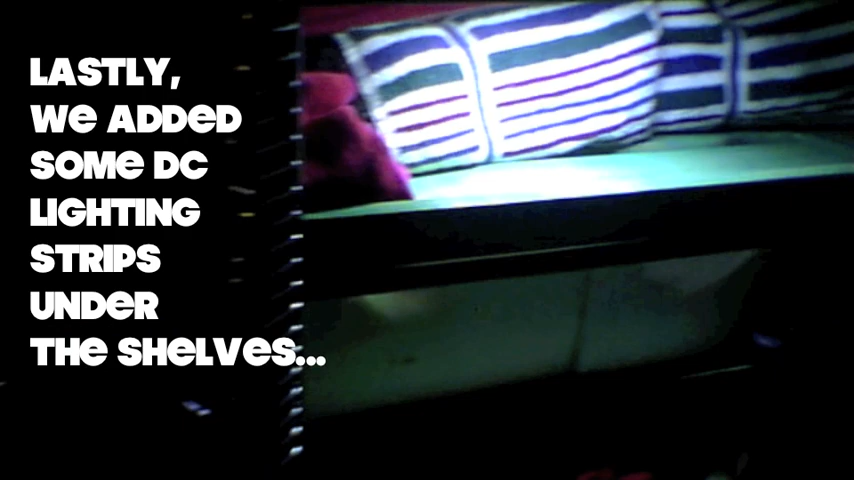 LASTLY,
WE ADDED
SOME DC
LIGHTING
STRIPS
UNDER
THE SHELVES...